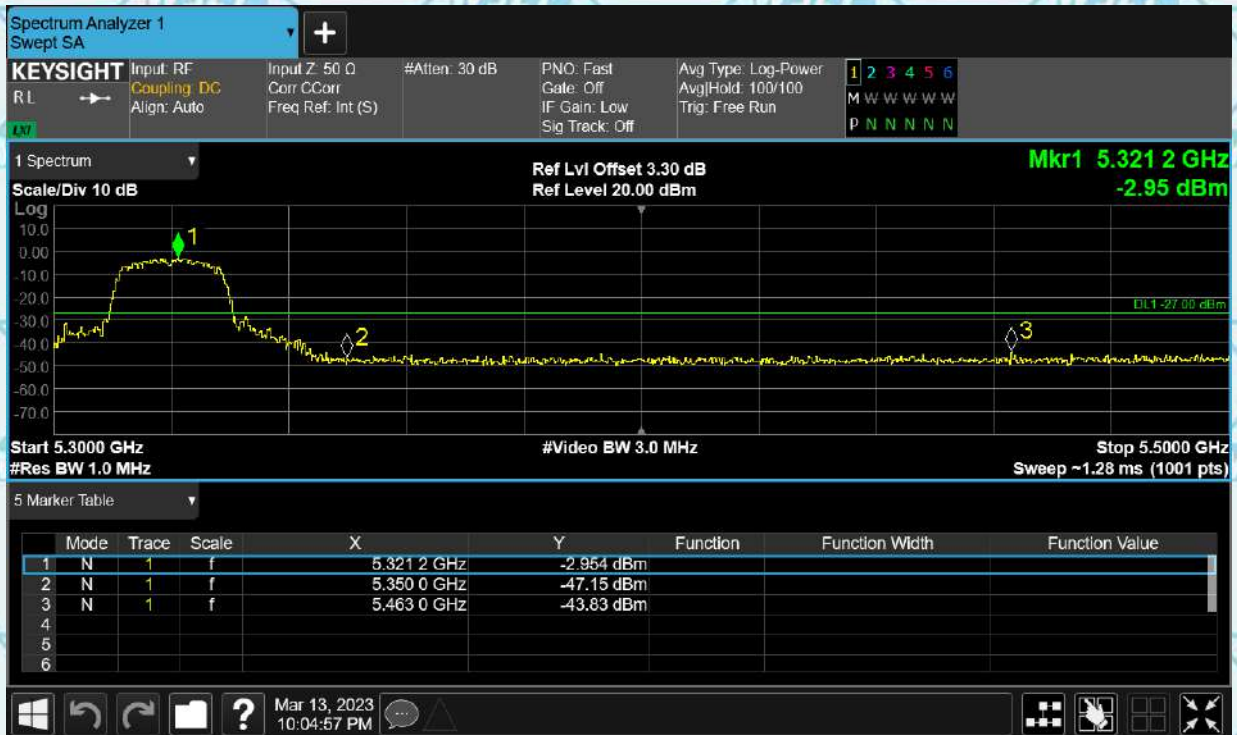 Spectrum Analyzer 1
Swept SA
+
KEYSIGHT Input: RF Input Z: 50 Ω #Atten: 30 dB PNO: Fast Avg Type: Log-Power 1 2 3 4 5 6
RL Coupling: DC Corr CCorr Gate: Off Avg|Hold: 100/100 M W W W W W
Align: Auto Freq Ref: Int (S) IF Gain: Low Trig: Free Run
LXI Sig Track: Off P N N N N N
1 Spectrum Ref Lvl Offset 3.30 dB Mkr1 5.321 2 GHz
Scale/Div 10 dB Ref Level 20.00 dBm -2.95 dBm
Log
10.0
1
0.00
-10.0
-20.0
DL1 -27.00 dBm
-30.0
2 3
-40.0
-50.0
-60.0
-70.0
Start 5.3000 GHz #Video BW 3.0 MHz Stop 5.5000 GHz
#Res BW 1.0 MHz Sweep ~1.28 ms (1001 pts)
5 Marker Table
Mode Trace Scale X Y Function Function Width Function Value
1 N 1 f 5.321 2 GHz -2.954 dBm
2 N 1 f 5.350 0 GHz -47.15 dBm
3 N 1 f 5.463 0 GHz -43.83 dBm
4
5
6
? Mar 13, 2023
10:04:57 PM